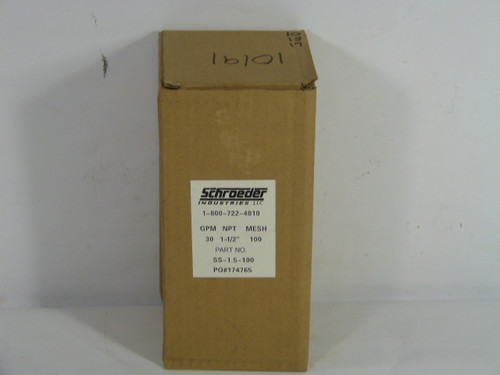 10191
Schroeder
INDUSTRIES LLC
1-800-722-4810
GPM NPT MESH
30 1-1/2" 100
PART NO.
SS-1.5-100
PO#174765